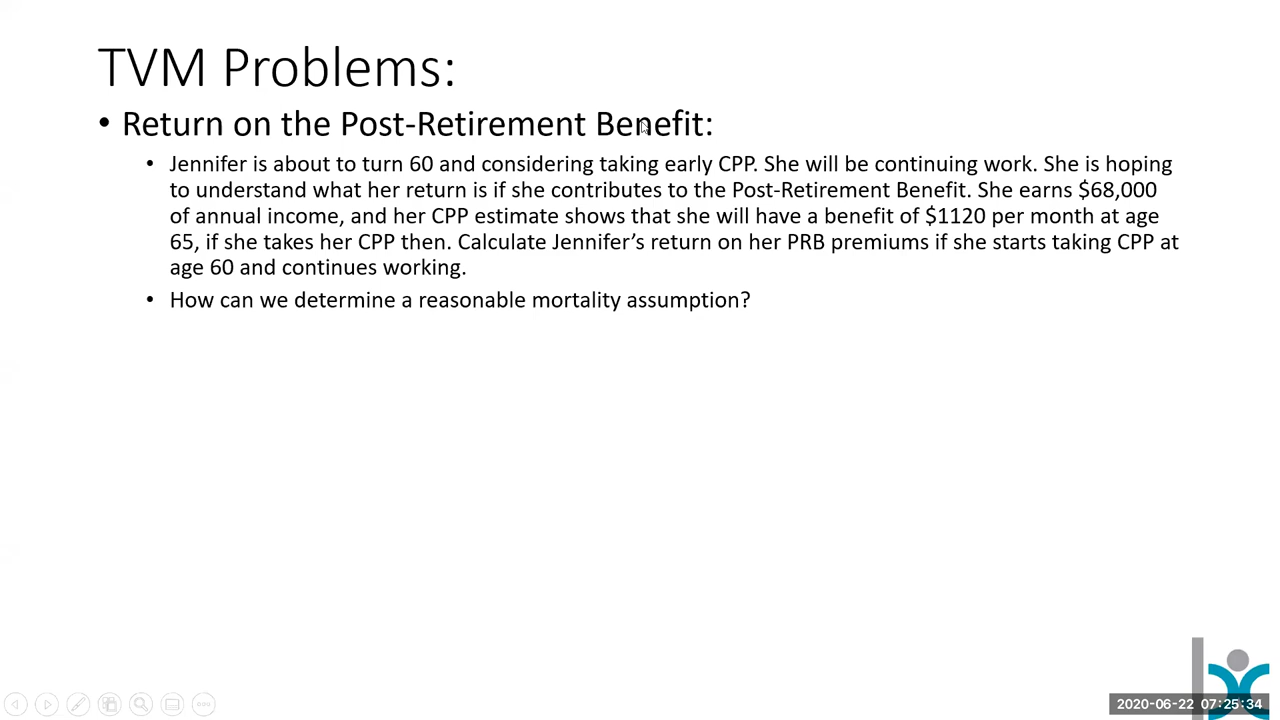 TVM Problems:
• Return on the Post-Retirement Benefit:
• Jennifer is about to turn 60 and considering taking early CPP. She will be continuing work. She is hoping
to understand what her return is if she contributes to the Post-Retirement Benefit. She earns $68,000
of annual income, and her CPP estimate shows that she will have a benefit of $1120 per month at age
65, if she takes her CPP then. Calculate Jennifer’s return on her PRB premiums if she starts taking CPP at
age 60 and continues working.
• How can we determine a reasonable mortality assumption?
2020-06-22 07:25:34